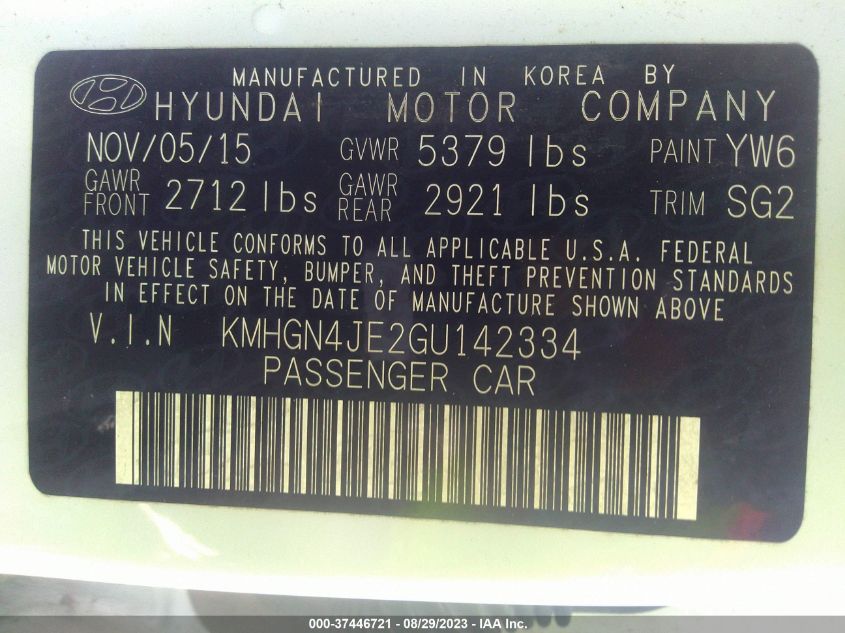 MANUFACTURED IN KOREA BY
HYUNDAI MOTOR COMPANY
NOV/05/15 GVWR 5379 lbs PAINT YW6
GAWR FRONT 2712 lbs GAWR REAR 2921 lbs TRIM SG2
THIS VEHICLE CONFORMS TO ALL APPLICABLE U.S.A. FEDERAL
MOTOR VEHICLE SAFETY, BUMPER, AND THEFT PREVENTION STANDARDS
IN EFFECT ON THE DATE OF MANUFACTURE SHOWN ABOVE
V.I.N KMHGN4JE2GU142334
PASSENGER CAR
000-37446721 - 08/29/2023 - IAA Inc.